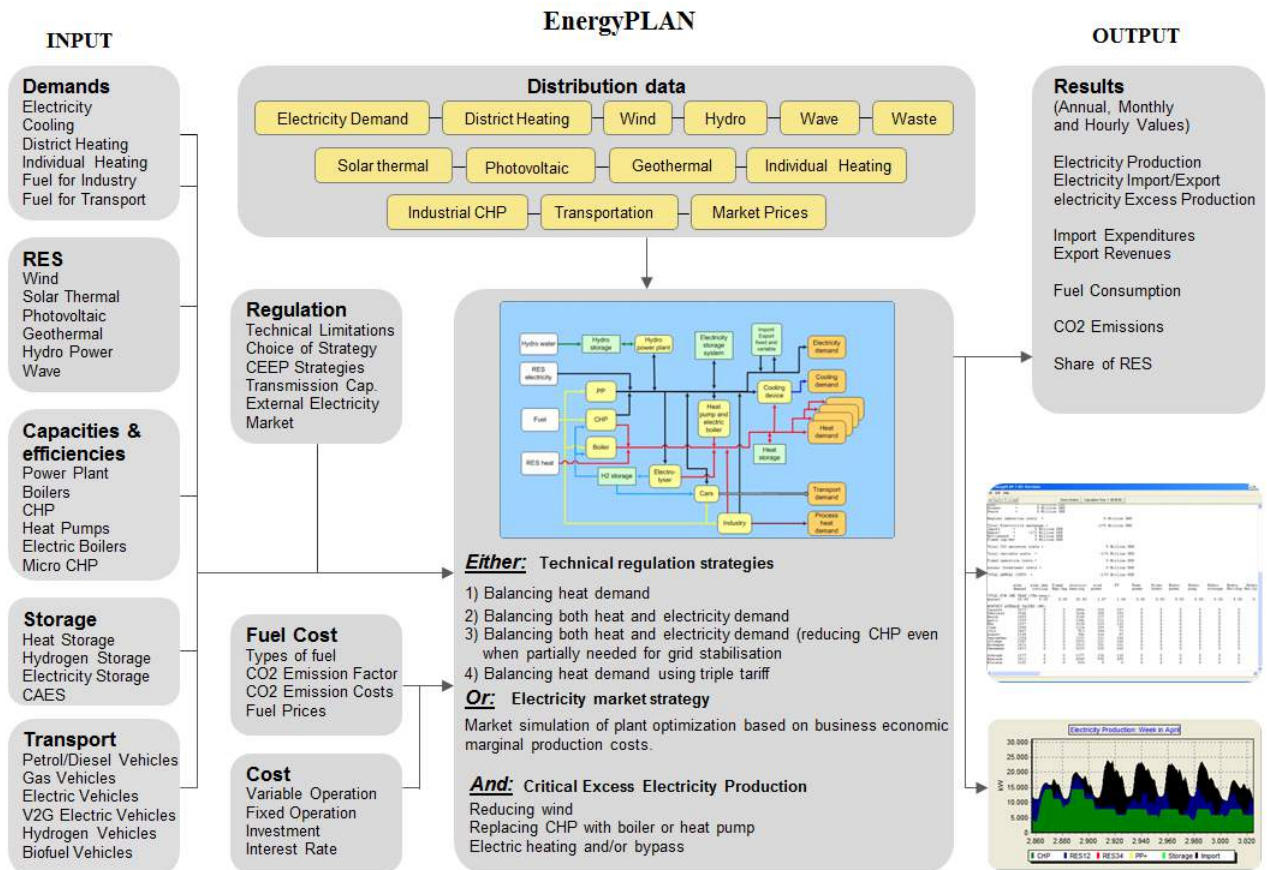 EnergyPLAN
INPUT
OUTPUT
Demands
Electricity
Cooling
District Heating
Individual Heating
Fuel for Industry
Fuel for Transport
RES
Wind
Solar Thermal
Photovoltaic
Geothermal
Hydro Power
Wave
Capacities &
efficiencies
Power Plant
Boilers
CHP
Heat Pumps
Electric Boilers
Micro CHP
Storage
Heat Storage
Hydrogen Storage
Electricity Storage
CAES
Transport
Petrol/Diesel Vehicles
Gas Vehicles
Electric Vehicles
V2G Electric Vehicles
Hydrogen Vehicles
Biofuel Vehicles
Regulation
Technical Limitations
Choice of Strategy
CEEP Strategies
Transmission Cap.
External Electricity
Market
Fuel Cost
Types of fuel
CO2 Emission Factor
CO2 Emission Costs
Fuel Prices
Cost
Variable Operation
Fixed Operation
Investment
Interest Rate
Distribution data
Electricity Demand
District Heating
Wind
Hydro
Wave
Waste
Solar thermal
Photovoltaic
Geothermal
Individual Heating
Industrial CHP
Transportation
Market Prices
Hydro water
Hydro
storage
Hydro
power plant
Electricity
storage
system
Import
Export
fixed and
variable
Electricity
demand
RES
electricity
PP
Cooling
device
Cooling
demand
Fuel
CHP
Heat
pump and
electric
boiler
Heat
demand
Boiler
Heat
storage
RES heat
H2 storage
Electro-
lyser
Cars
Transport
demand
Industry
Process
heat
demand
Either: Technical regulation strategies
1) Balancing heat demand
2) Balancing both heat and electricity demand
3) Balancing both heat and electricity demand (reducing CHP even
when partially needed for grid stabilisation
4) Balancing heat demand using triple tariff
Or: Electricity market strategy
Market simulation of plant optimization based on business economic
marginal production costs.
And: Critical Excess Electricity Production
Reducing wind
Replacing CHP with boiler or heat pump
Electric heating and/or bypass
Results
(Annual, Monthly
and Hourly Values)
Electricity Production
Electricity Import/Export
electricity Excess Production
Import Expenditures
Export Revenues
Fuel Consumption
CO2 Emissions
Share of RES
Electricity Production: Week in April
kW
30.000
25.000
20.000
15.000
10.000
5.000
0
2.860 2.880 2.900 2.920 2.940 2.960 2.980 3.000 3.020
CHP RES12 RES34 PP+ Storage Import